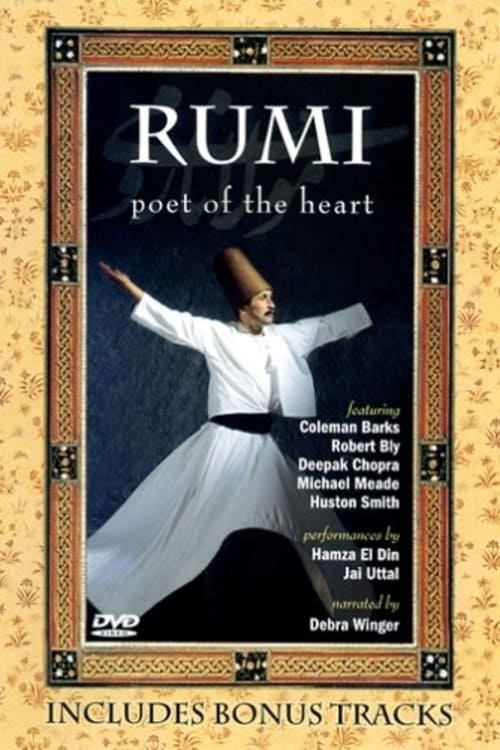 RUMI
poet of the heart
featuring
Coleman Barks
Robert Bly
Deepak Chopra
Michael Meade
Huston Smith
performances by
Hamza El Din
Jai Uttal
narrated by
Debra Winger
DVD
VIDEO
INCLUDES BONUS TRACKS